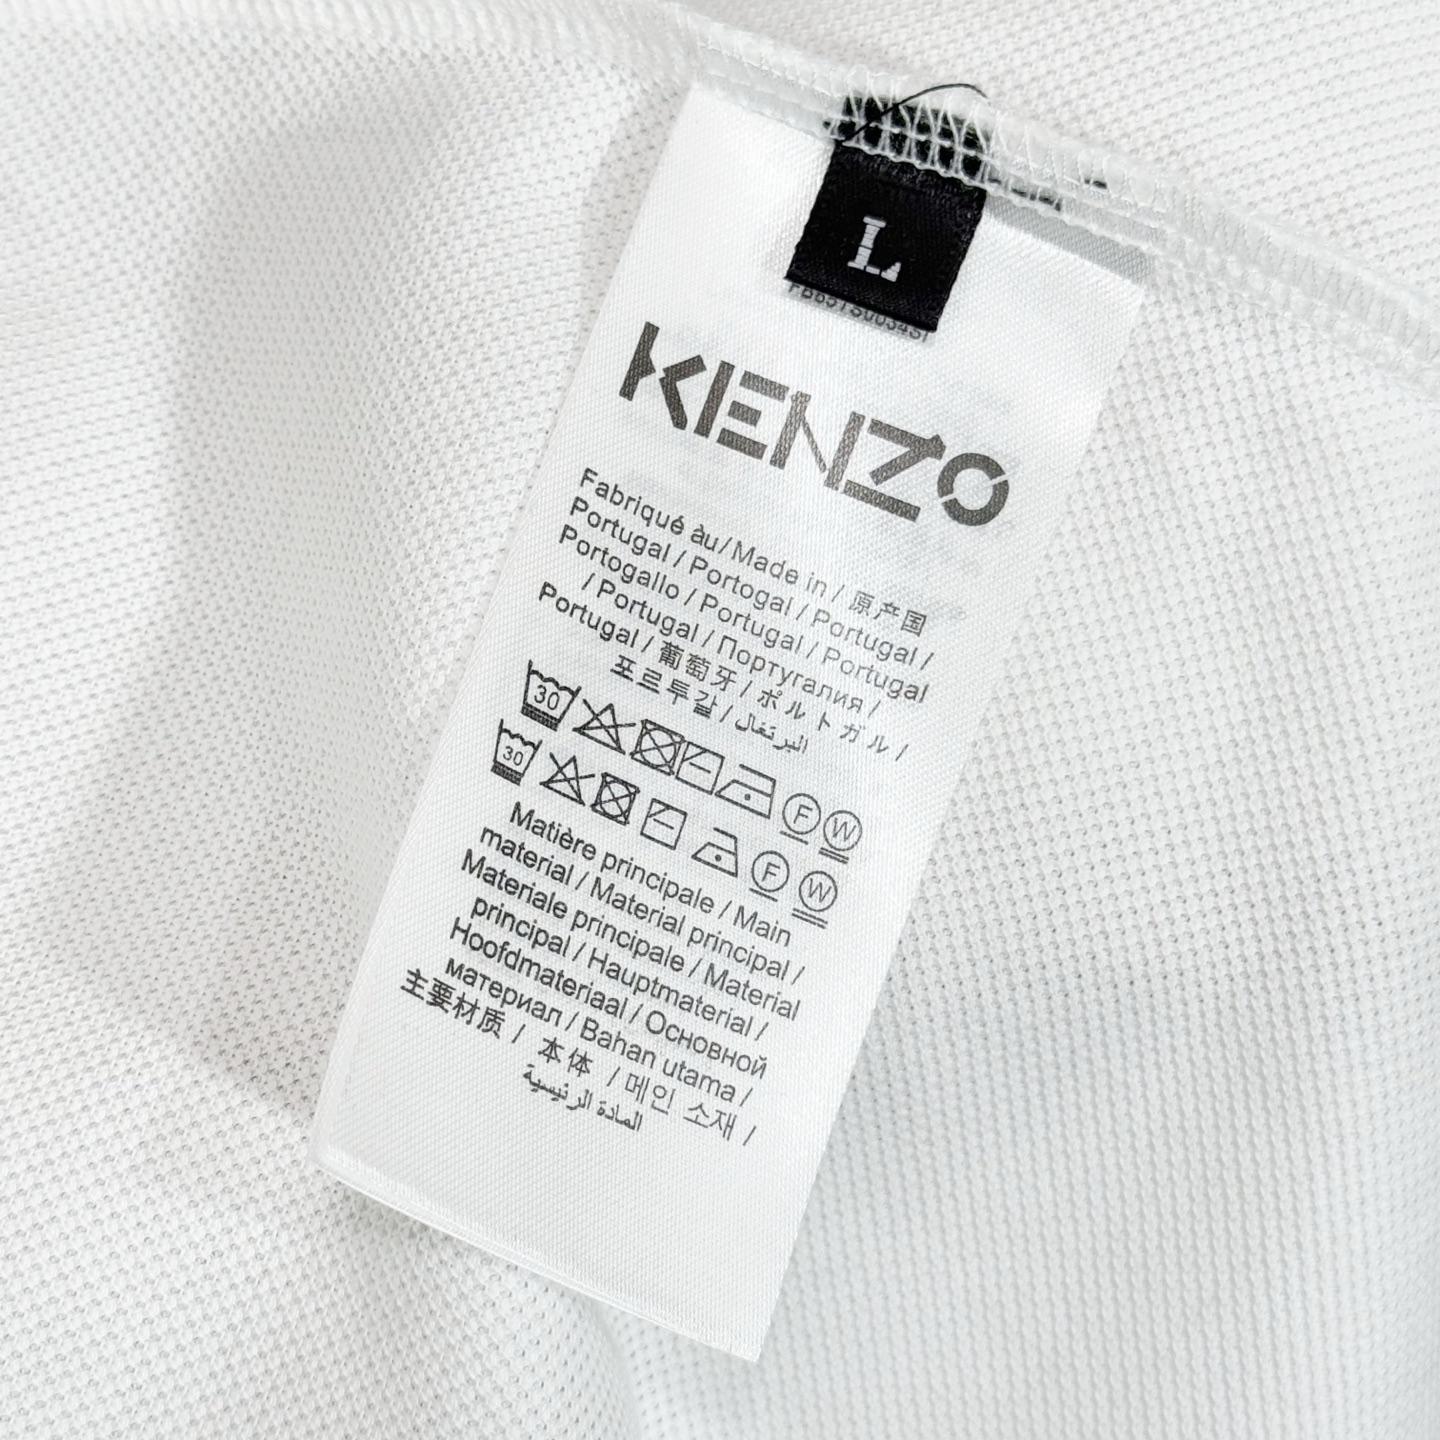 L
KENZO
Fabriqué àu / Made in / 原产国
Portugal / Portogal / Portugal /
Portogallo / Portugal / Portugal
/ Portugal / Португалия /
Portugal / 葡萄牙 / ポルトガル /
포르투갈 / البرتغال
30 F W
30 F W
Matière principale / Main
material / Material principal /
Materiale principale / Material
principal / Hauptmaterial /
Hoofdmateriaal / Основной
материал / Bahan utama /
主要材质 / 本体 / 메인 소재 /
المادة الرئيسية